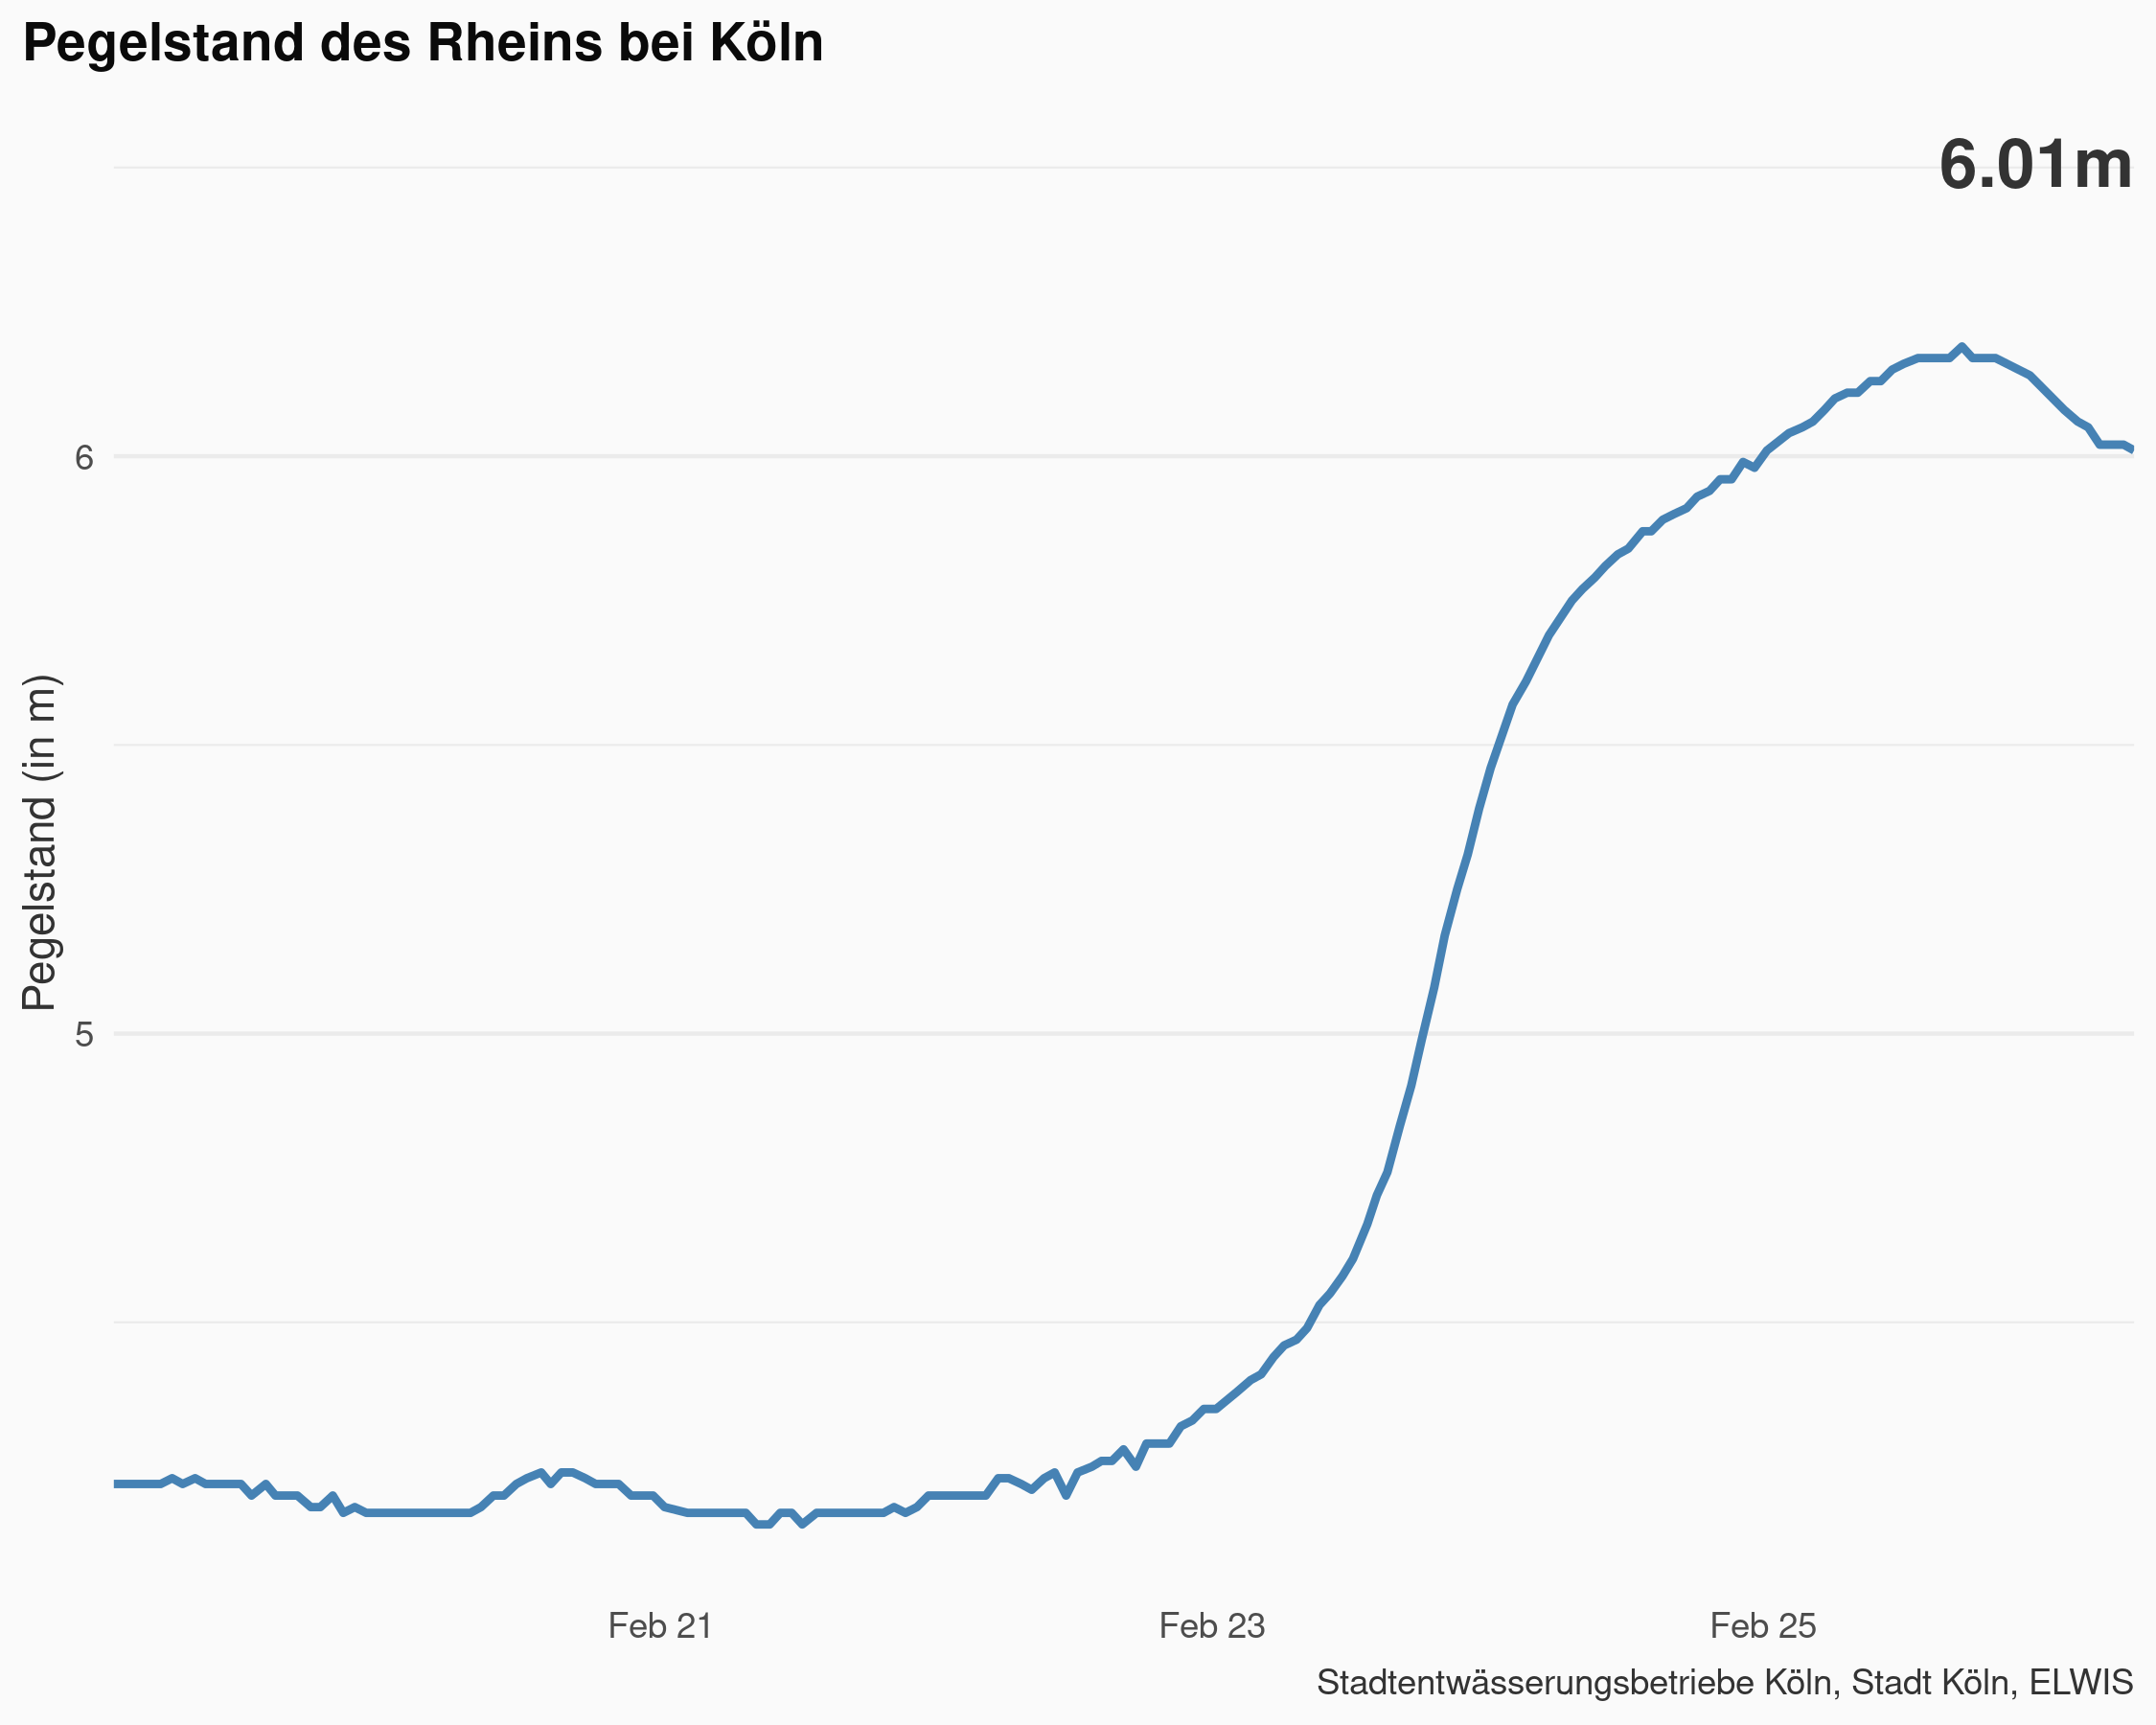 Pegelstand des Rheins bei Köln
6.01m
Pegelstand (in m)
6
5
Feb 21
Feb 23
Feb 25
Stadtentwässerungsbetriebe Köln, Stadt Köln, ELWIS